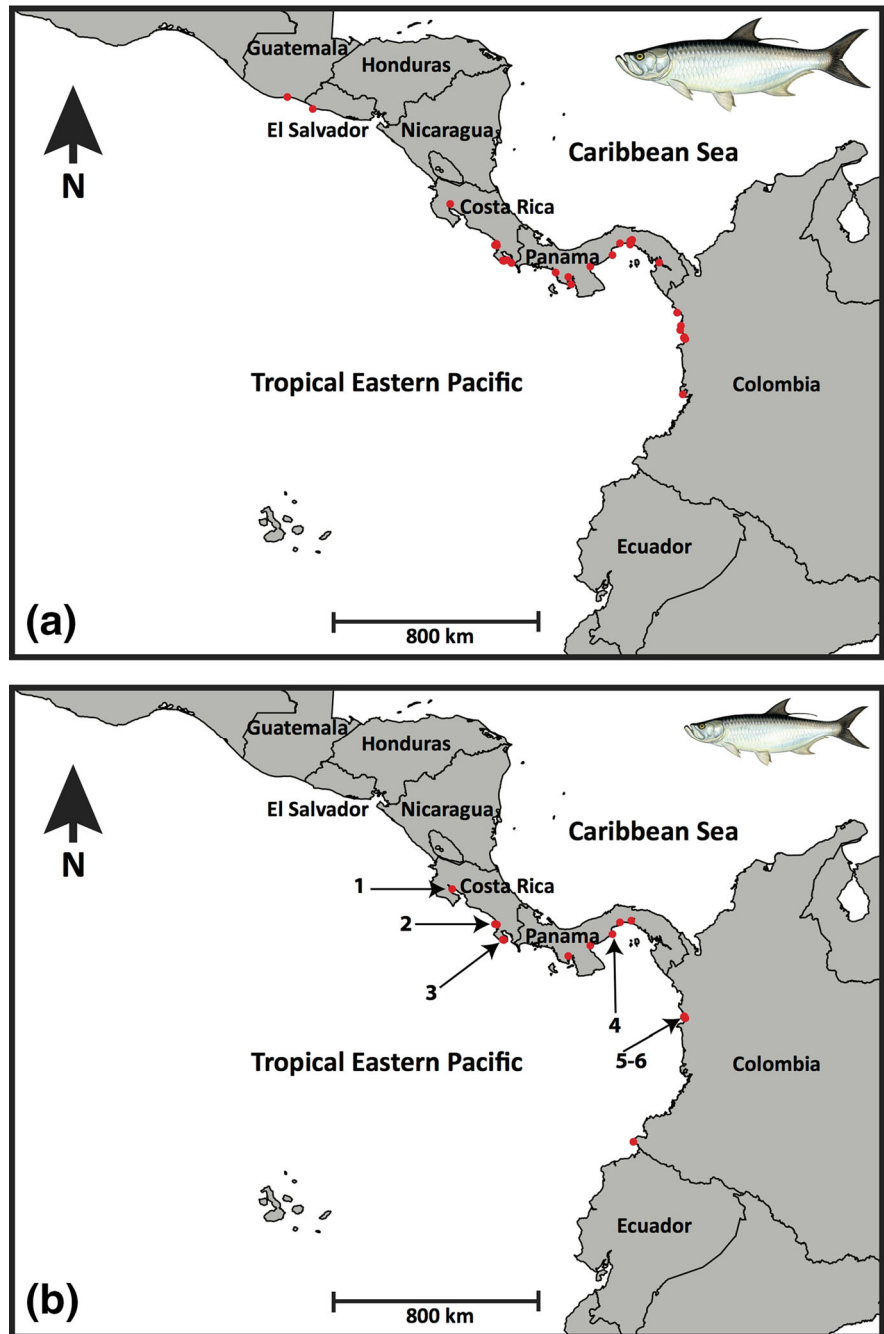 Guatemala
Honduras
El Salvador
Nicaragua
Caribbean Sea
N
Costa Rica
Panama
Tropical Eastern Pacific
Colombia
Ecuador
(a)
800 km
Guatemala
Honduras
El Salvador
Nicaragua
Caribbean Sea
N
1
Costa Rica
2
Panama
3
4
5-6
Tropical Eastern Pacific
Colombia
Ecuador
(b)
800 km